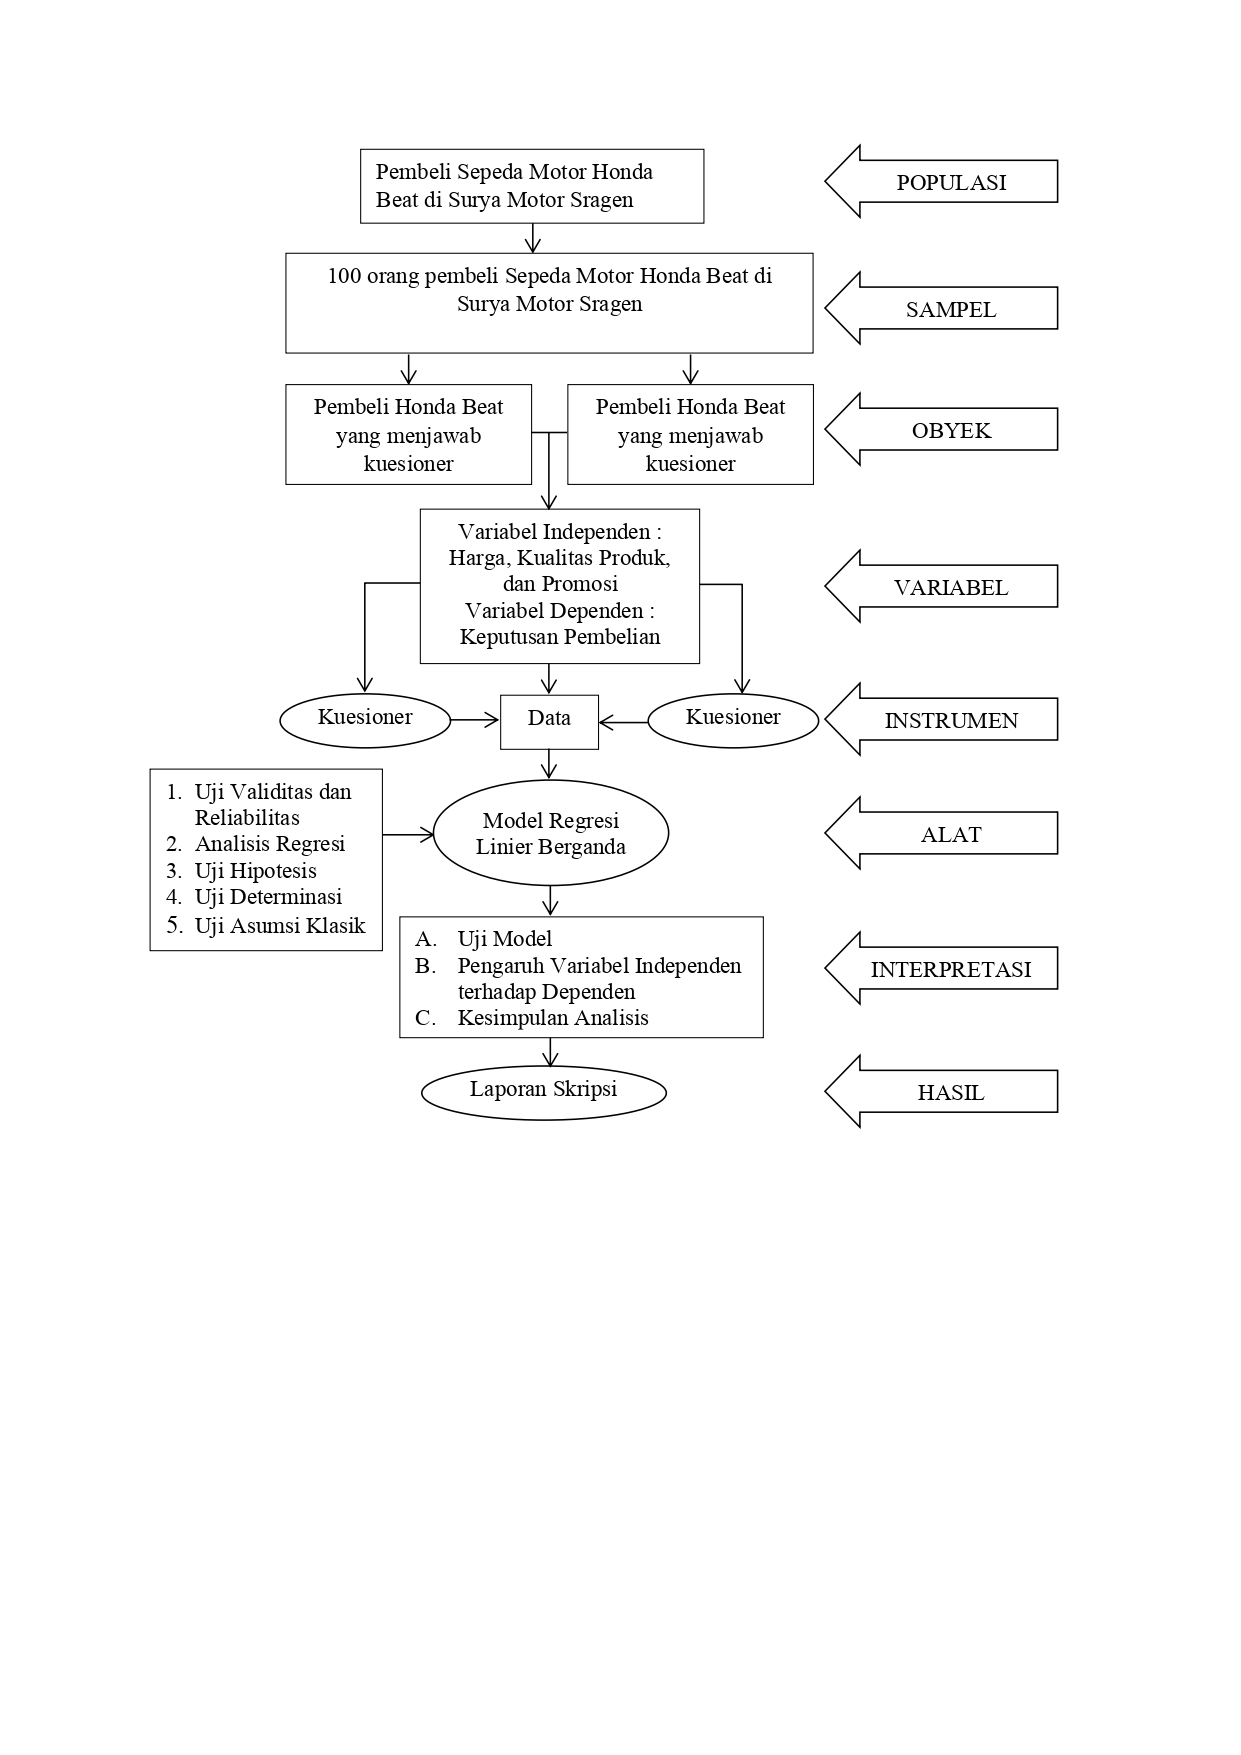 Pembeli Sepeda Motor Honda
Beat di Surya Motor Sragen
POPULASI
100 orang pembeli Sepeda Motor Honda Beat di
Surya Motor Sragen
SAMPEL
Pembeli Honda Beat
yang menjawab
kuesioner
Pembeli Honda Beat
yang menjawab
kuesioner
OBYEK
Variabel Independen :
Harga, Kualitas Produk,
dan Promosi
Variabel Dependen :
Keputusan Pembelian
VARIABEL
Kuesioner
Data
Kuesioner
INSTRUMEN
1. Uji Validitas dan
Reliabilitas
2. Analisis Regresi
3. Uji Hipotesis
4. Uji Determinasi
5. Uji Asumsi Klasik
Model Regresi
Linier Berganda
ALAT
A. Uji Model
B. Pengaruh Variabel Independen
terhadap Dependen
C. Kesimpulan Analisis
INTERPRETASI
Laporan Skripsi
HASIL